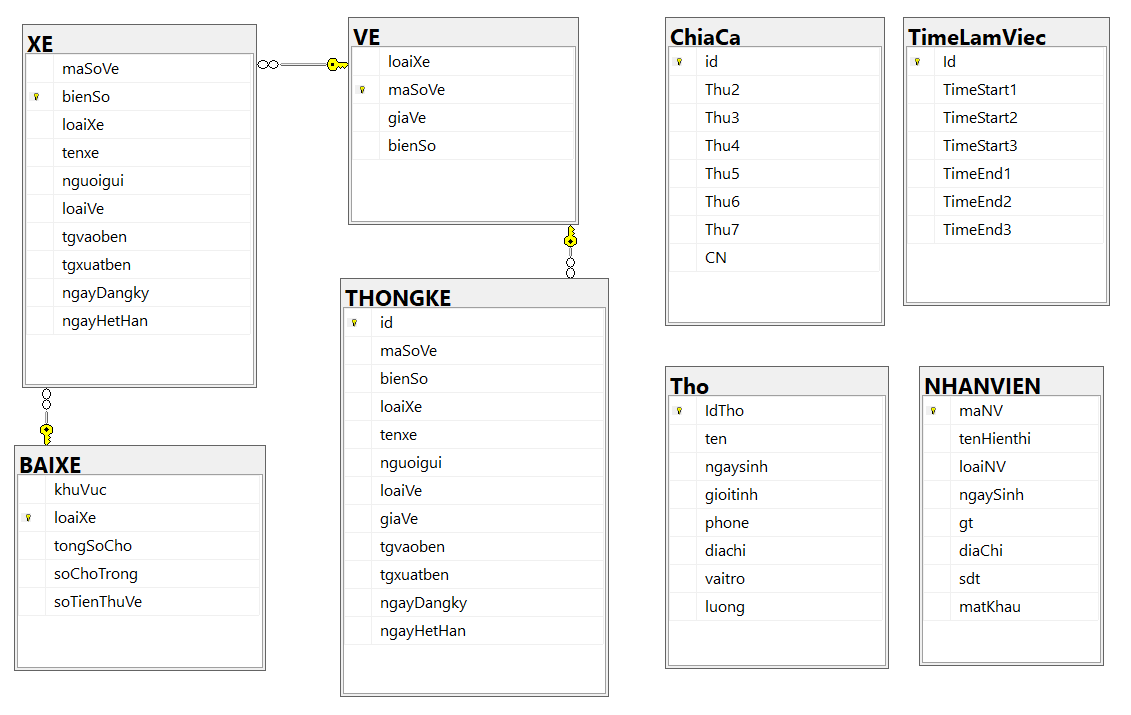 XE
maSoVe
bienSo
loaiXe
tenxe
nguoigui
loaiVe
tgvaoben
tgxuatben
ngayDangky
ngayHetHan
VE
loaiXe
maSoVe
giaVe
bienSo
ChiaCa
id
Thu2
Thu3
Thu4
Thu5
Thu6
Thu7
CN
TimeLamViec
Id
TimeStart1
TimeStart2
TimeStart3
TimeEnd1
TimeEnd2
TimeEnd3
BAIXE
khuVuc
loaiXe
tongSoCho
soChoTrong
soTienThuVe
THONGKE
id
maSoVe
bienSo
loaiXe
tenxe
nguoigui
loaiVe
giaVe
tgvaoben
tgxuatben
ngayDangky
ngayHetHan
Tho
IdTho
ten
ngaysinh
gioitinh
phone
diachi
vaitro
luong
NHANVIEN
maNV
tenHienthi
loaiNV
ngaySinh
gt
diaChi
sdt
matKhau